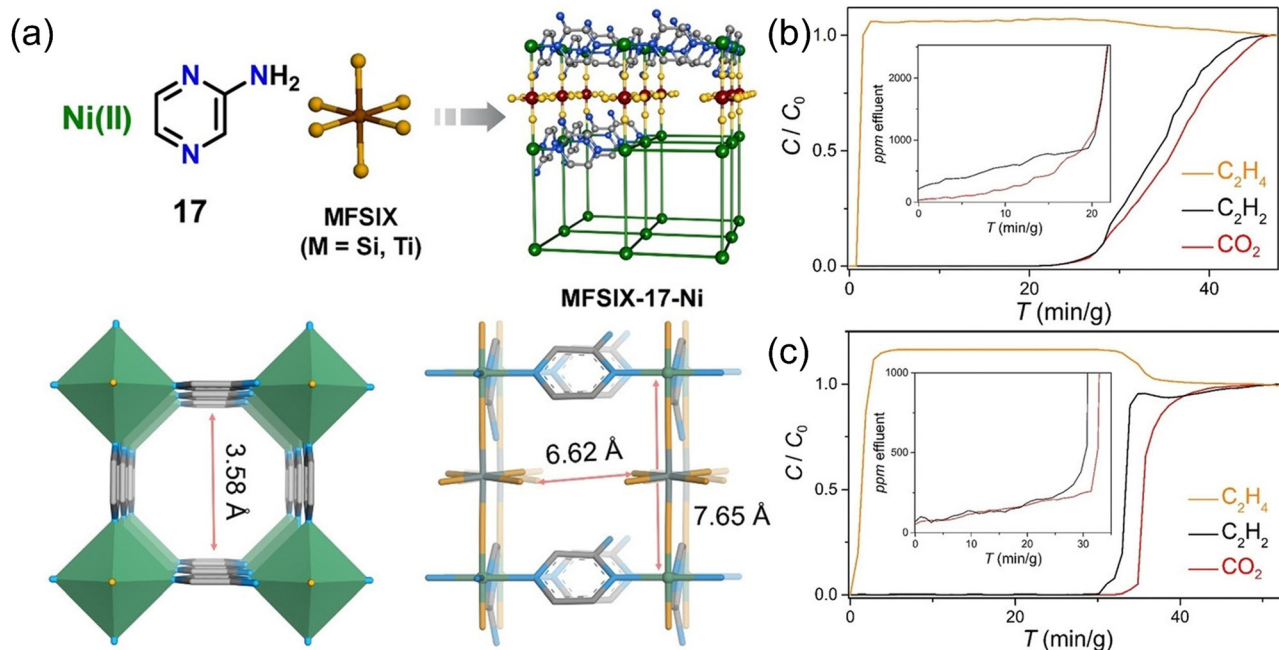 (a)
Ni(II)
N
NH2
N
17
MFSIX
(M = Si, Ti)
MFSIX-17-Ni
3.58 Å
6.62 Å
7.65 Å
(b)
C / C0
1.0
0.5
0.0
ppm effluent
2000
1000
0
0 10 20
T (min/g)
C2H4
C2H2
CO2
0 20 40
T (min/g)
(c)
C / C0
1.0
0.5
0.0
ppm effluent
1000
500
0
0 10 20 30
T (min/g)
C2H4
C2H2
CO2
0 20 40
T (min/g)